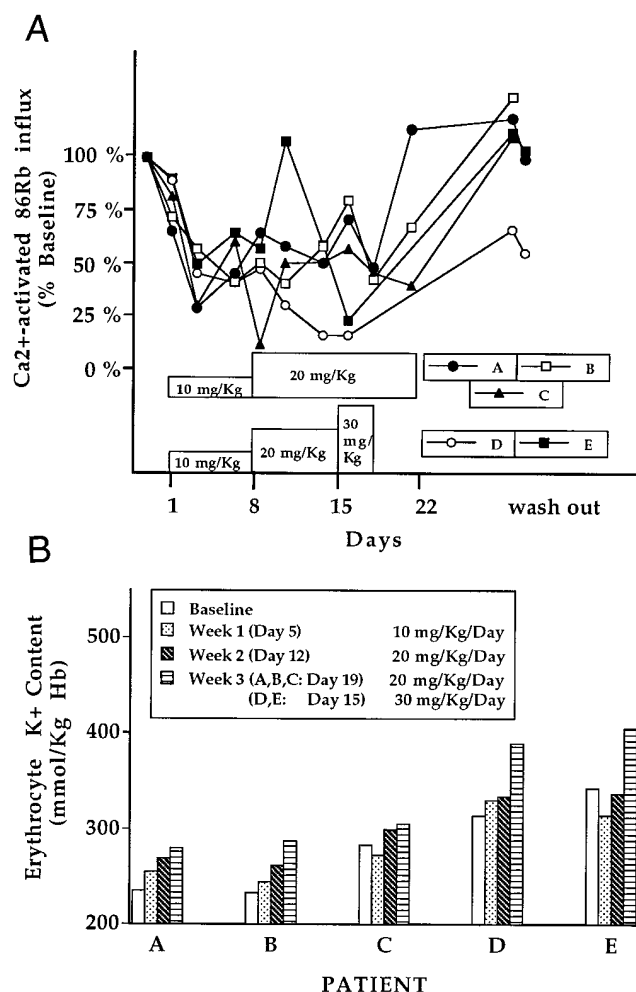 A
Ca2+-activated 86Rb influx
(% Baseline)
100 %
75 %
50 %
25 %
0 %
10 mg/Kg
20 mg/Kg
A
B
C
10 mg/Kg
20 mg/Kg
30
mg/
Kg
D
E
1
8
15
22
wash out
Days
B
Erythrocyte K+ Content
(mmol/Kg Hb)
500
400
300
200
Baseline
Week 1 (Day 5) 10 mg/Kg/Day
Week 2 (Day 12) 20 mg/Kg/Day
Week 3 (A,B,C: Day 19) 20 mg/Kg/Day
(D,E: Day 15) 30 mg/Kg/Day
A
B
C
D
E
PATIENT